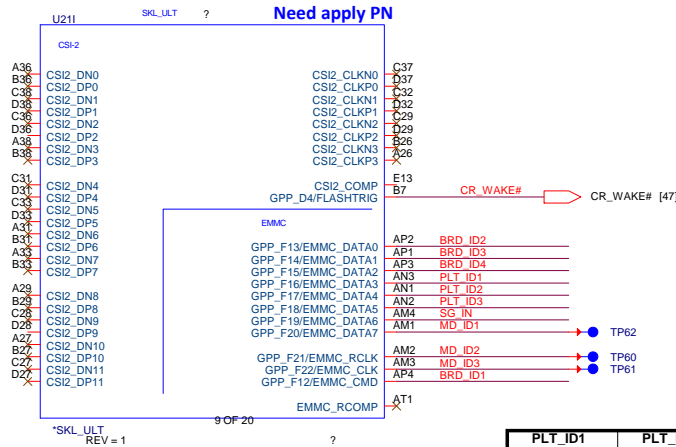 U21I
SKL_ULT
?
Need apply PN
CSI-2
A36 CSI2_DN0
B36 CSI2_DP0
C38 CSI2_DN1
D38 CSI2_DP1
C36 CSI2_DN2
D36 CSI2_DP2
A38 CSI2_DN3
B38 CSI2_DP3
C31 CSI2_DN4
D31 CSI2_DP4
C33 CSI2_DN5
D33 CSI2_DP5
A31 CSI2_DN6
B31 CSI2_DP6
A33 CSI2_DN7
B33 CSI2_DP7
A29 CSI2_DN8
B29 CSI2_DP8
C28 CSI2_DN9
D28 CSI2_DP9
A27 CSI2_DN10
B27 CSI2_DP10
C27 CSI2_DN11
D27 CSI2_DP11
CSI2_CLKN0 C37
CSI2_CLKP0 D37
CSI2_CLKN1 C32
CSI2_CLKP1 D32
CSI2_CLKN2 C29
CSI2_CLKP2 D29
CSI2_CLKN3 B26
CSI2_CLKP3 A26
CSI2_COMP E13
GPP_D4/FLASHTRIG B7 CR_WAKE# CR_WAKE# [47]
EMMC
GPP_F13/EMMC_DATA0 AP2 BRD_ID2
GPP_F14/EMMC_DATA1 AP1 BRD_ID3
GPP_F15/EMMC_DATA2 AP3 BRD_ID4
GPP_F16/EMMC_DATA3 AN3 PLT_ID1
GPP_F17/EMMC_DATA4 AN1 PLT_ID2
GPP_F18/EMMC_DATA5 AN2 PLT_ID3
GPP_F19/EMMC_DATA6 AM4 SG_IN
GPP_F20/EMMC_DATA7 AM1 MD_ID1 TP62
GPP_F21/EMMC_RCLK AM2 MD_ID2 TP60
GPP_F22/EMMC_CLK AM3 MD_ID3 TP61
GPP_F12/EMMC_CMD AP4 BRD_ID1
EMMC_RCOMP AT1
9 OF 20
*SKL_ULT
REV = 1
?
PLT_ID1 PLT_